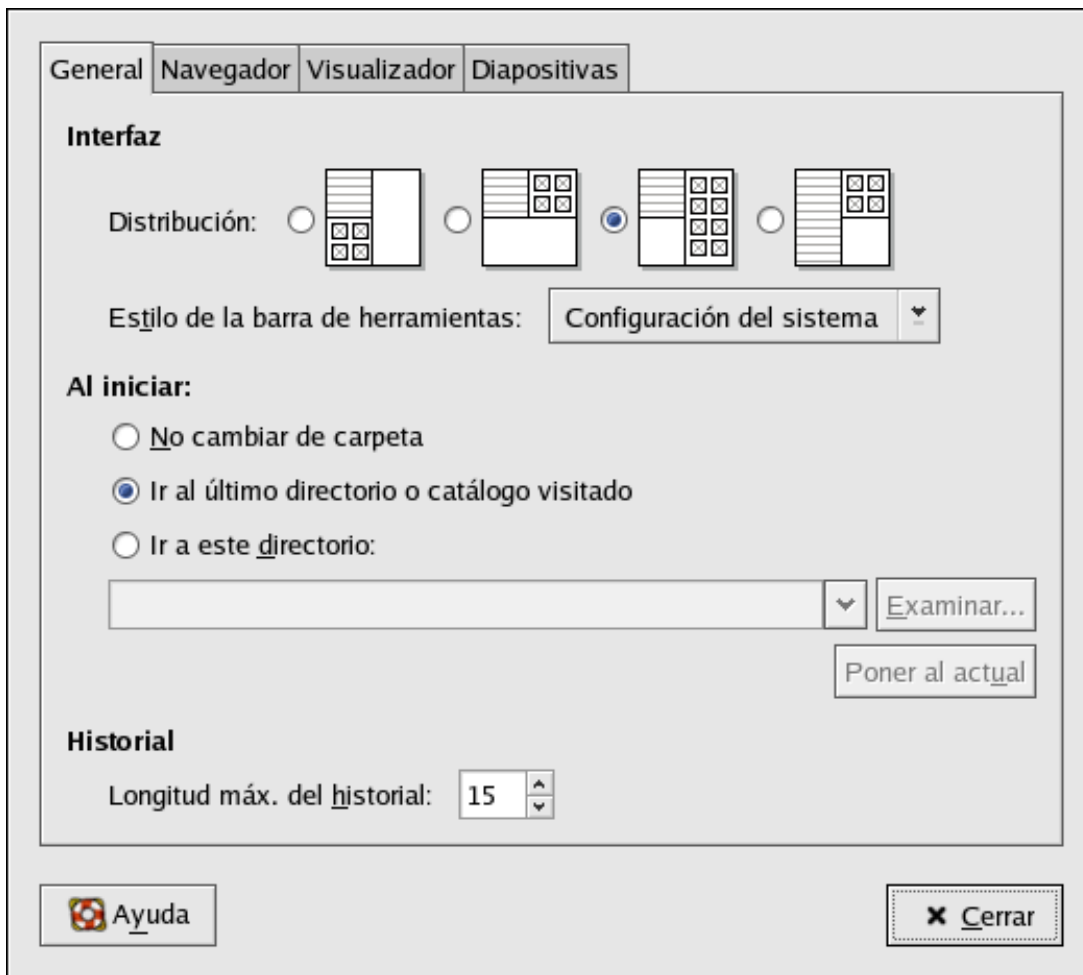 General Navegador Visualizador Diapositivas
Interfaz
Distribución:
Estilo de la barra de herramientas: Configuración del sistema
Al iniciar:
No cambiar de carpeta
Ir al último directorio o catálogo visitado
Ir a este directorio:
Examinar...
Poner al actual
Historial
Longitud máx. del historial: 15
Ayuda Cerrar